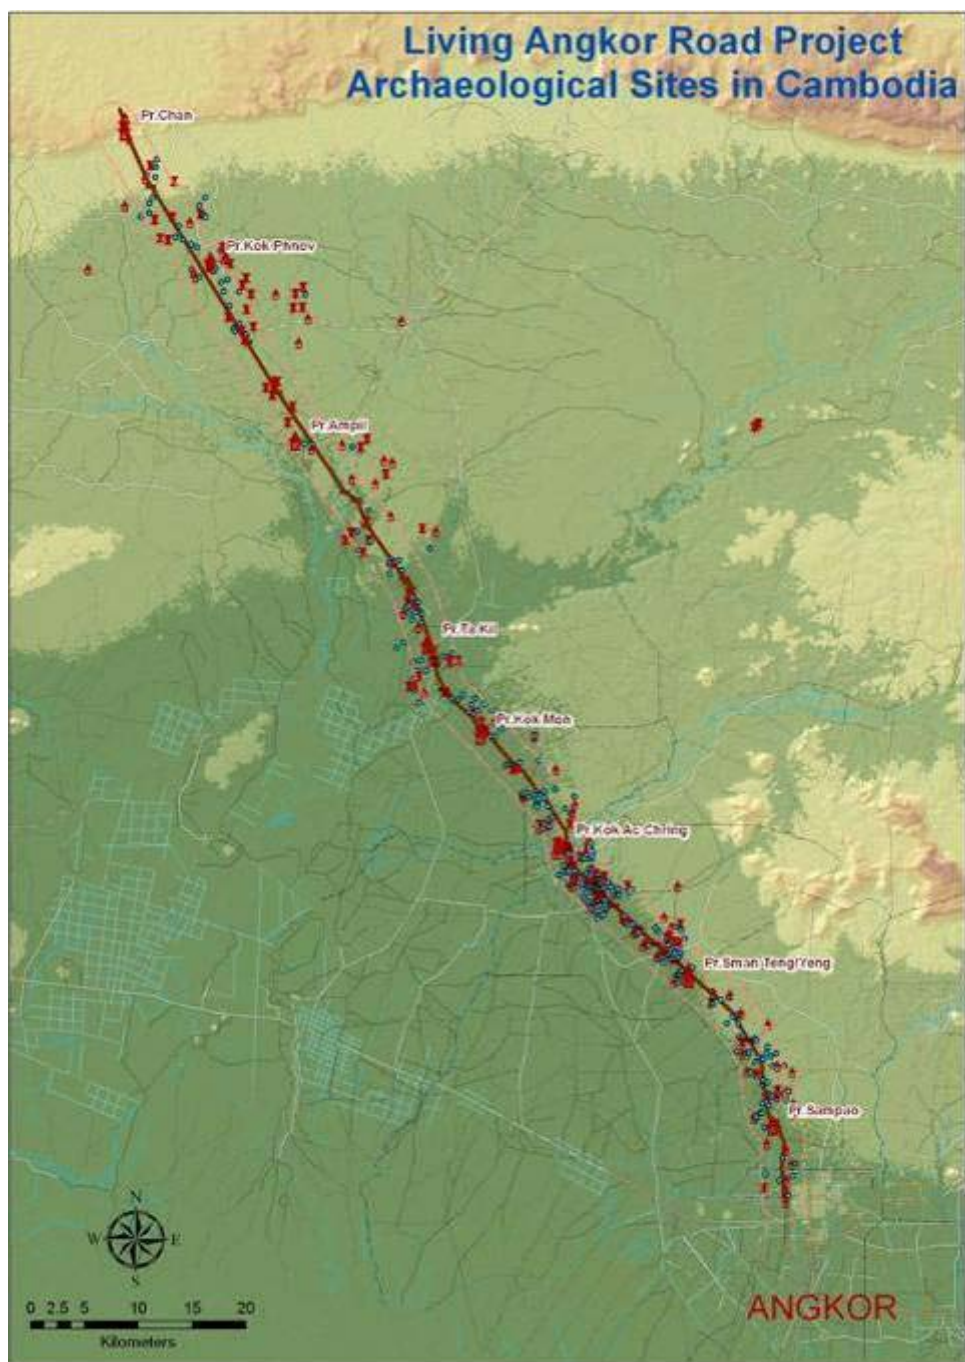 Living Angkor Road Project
Archaeological Sites in Cambodia
Pr.Chan
Pr.Kok Phnov
Pr.Ampil
Pr.Ta Kil
Pr.Kok Mon
Pr.Kok Ac Chring
Pr.Sman Teng/Yeng
Pr.Sampao
N
W E
S
0 2.5 5 10 15 20
Kilometers
ANGKOR